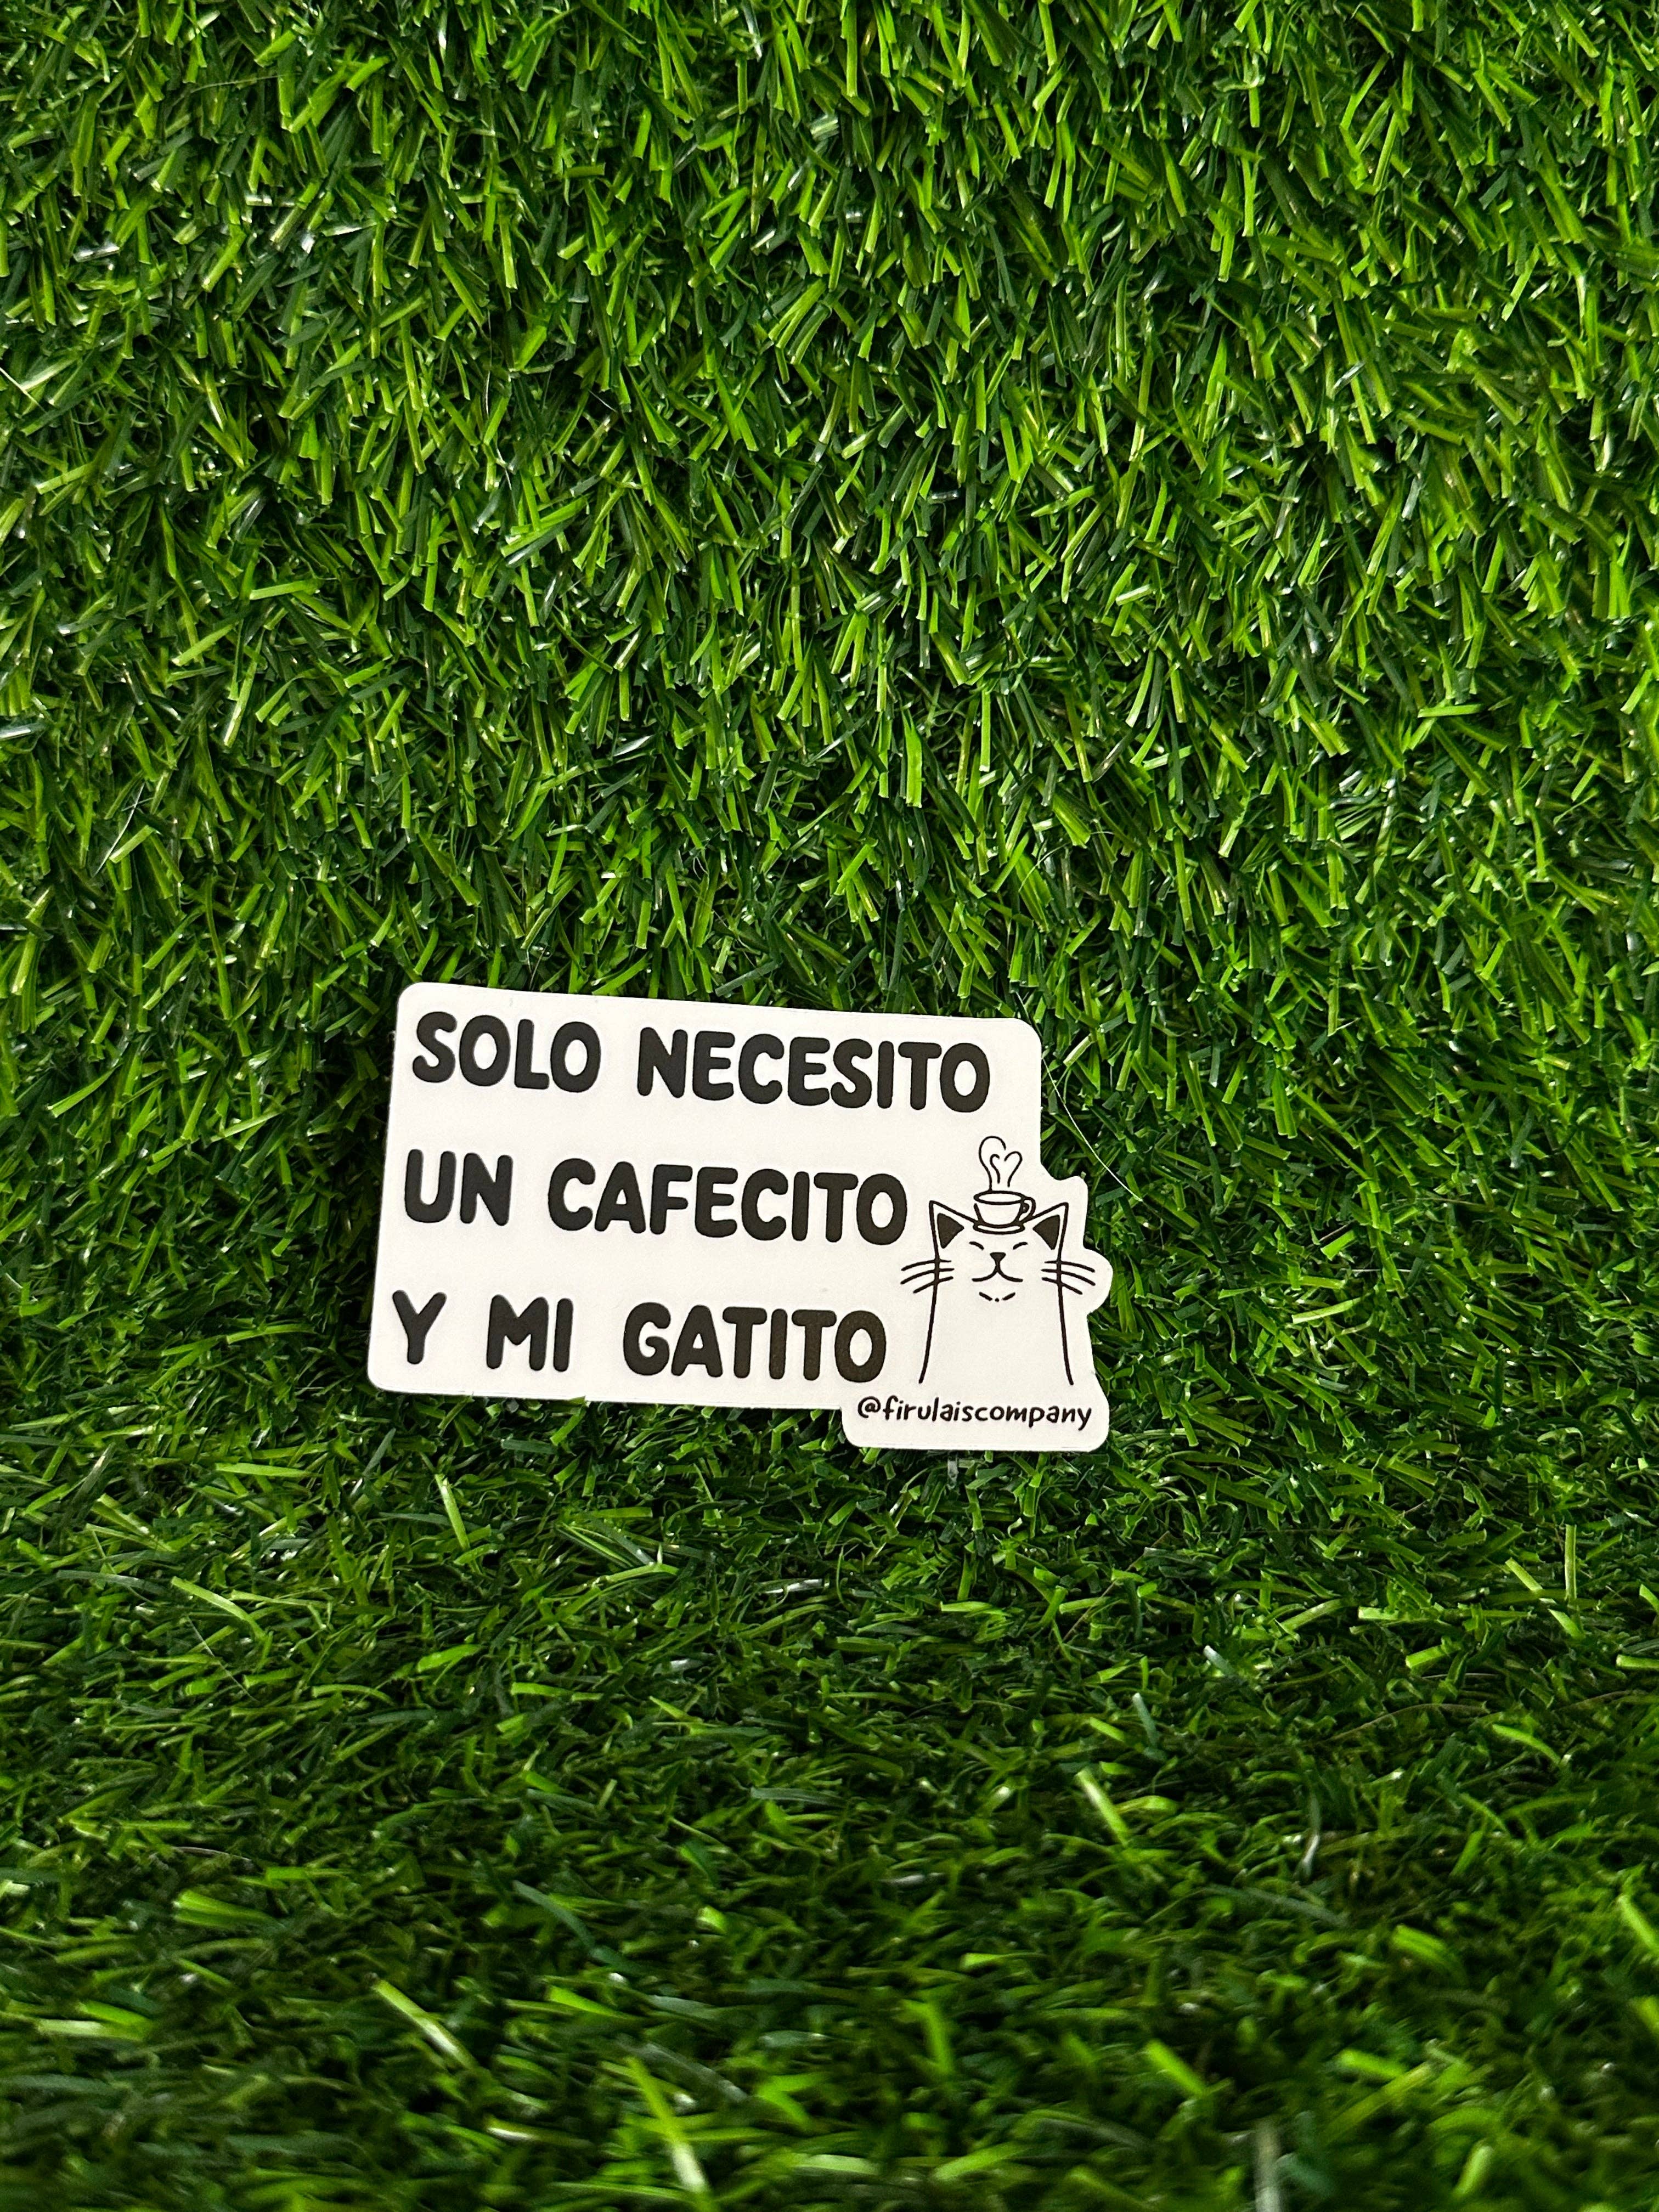 SOLO NECESITO
UN CAFECITO
Y MI GATITO
@firulaiscompany